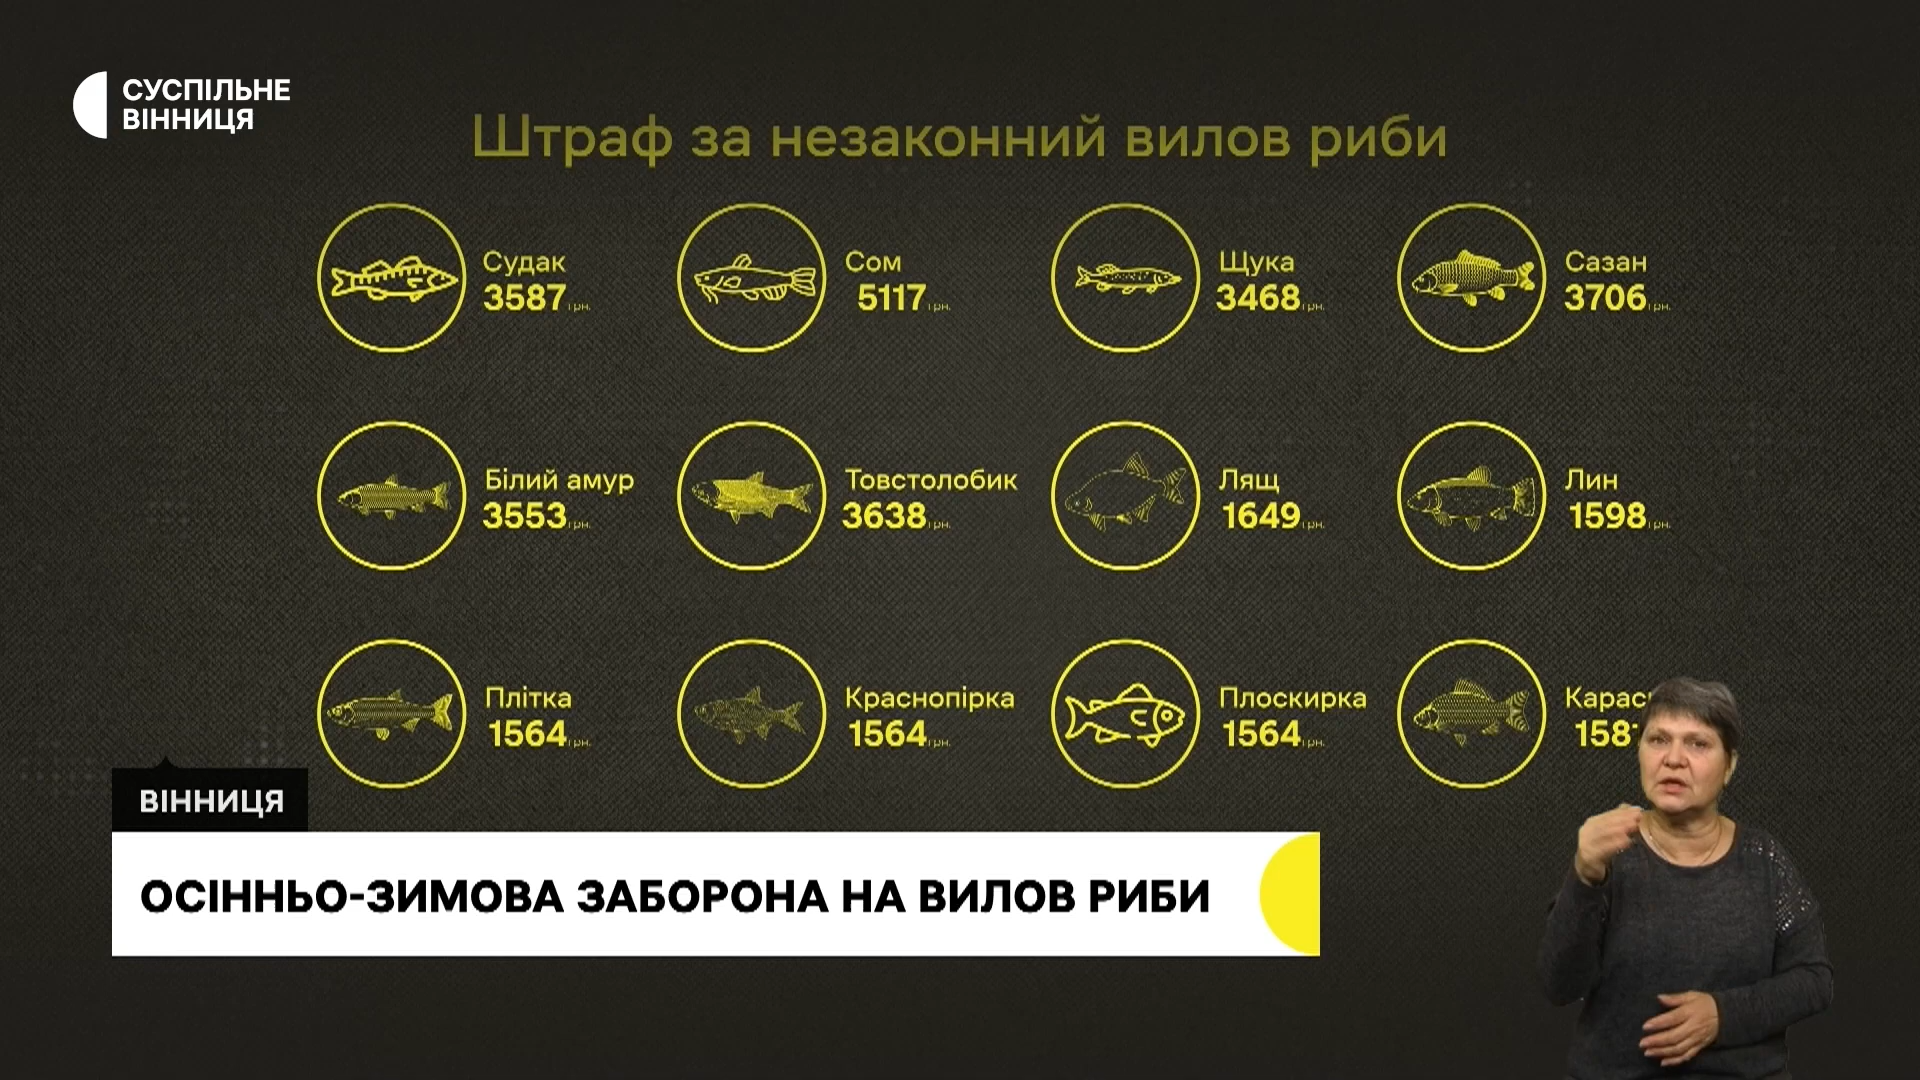 СУСПІЛЬНЕ
ВІННИЦЯ
Штраф за незаконний вилов риби
Судак
3587 грн.
Сом
5117 грн.
Щука
3468 грн.
Сазан
3706 грн.
Білий амур
3553 грн.
Товстолобик
3638 грн.
Лящ
1649 грн.
Лин
1598 грн.
Плітка
1564 грн.
Краснопірка
1564 грн.
Плоскирка
1564 грн.
ВІННИЦЯ
ОСІННЬО-ЗИМОВА ЗАБОРОНА НА ВИЛОВ РИБИ